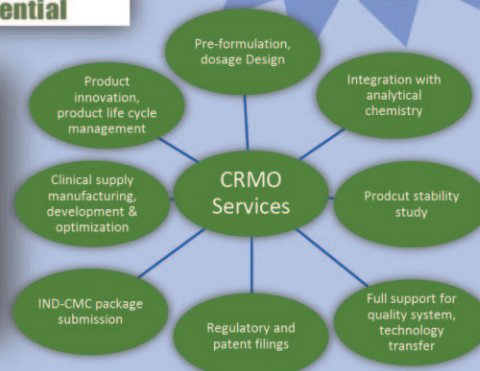 ential
Pre-formulation,
dosage Design
Product
innovation,
product life cycle
management
Integration with
analytical
chemistry
Clinical supply
manufacturing,
development &
optimization
CRMO
Services
Prodcut stability
study
IND-CMC package
submission
Regulatory and
patent filings
Full support for
quality system,
technology
transfer